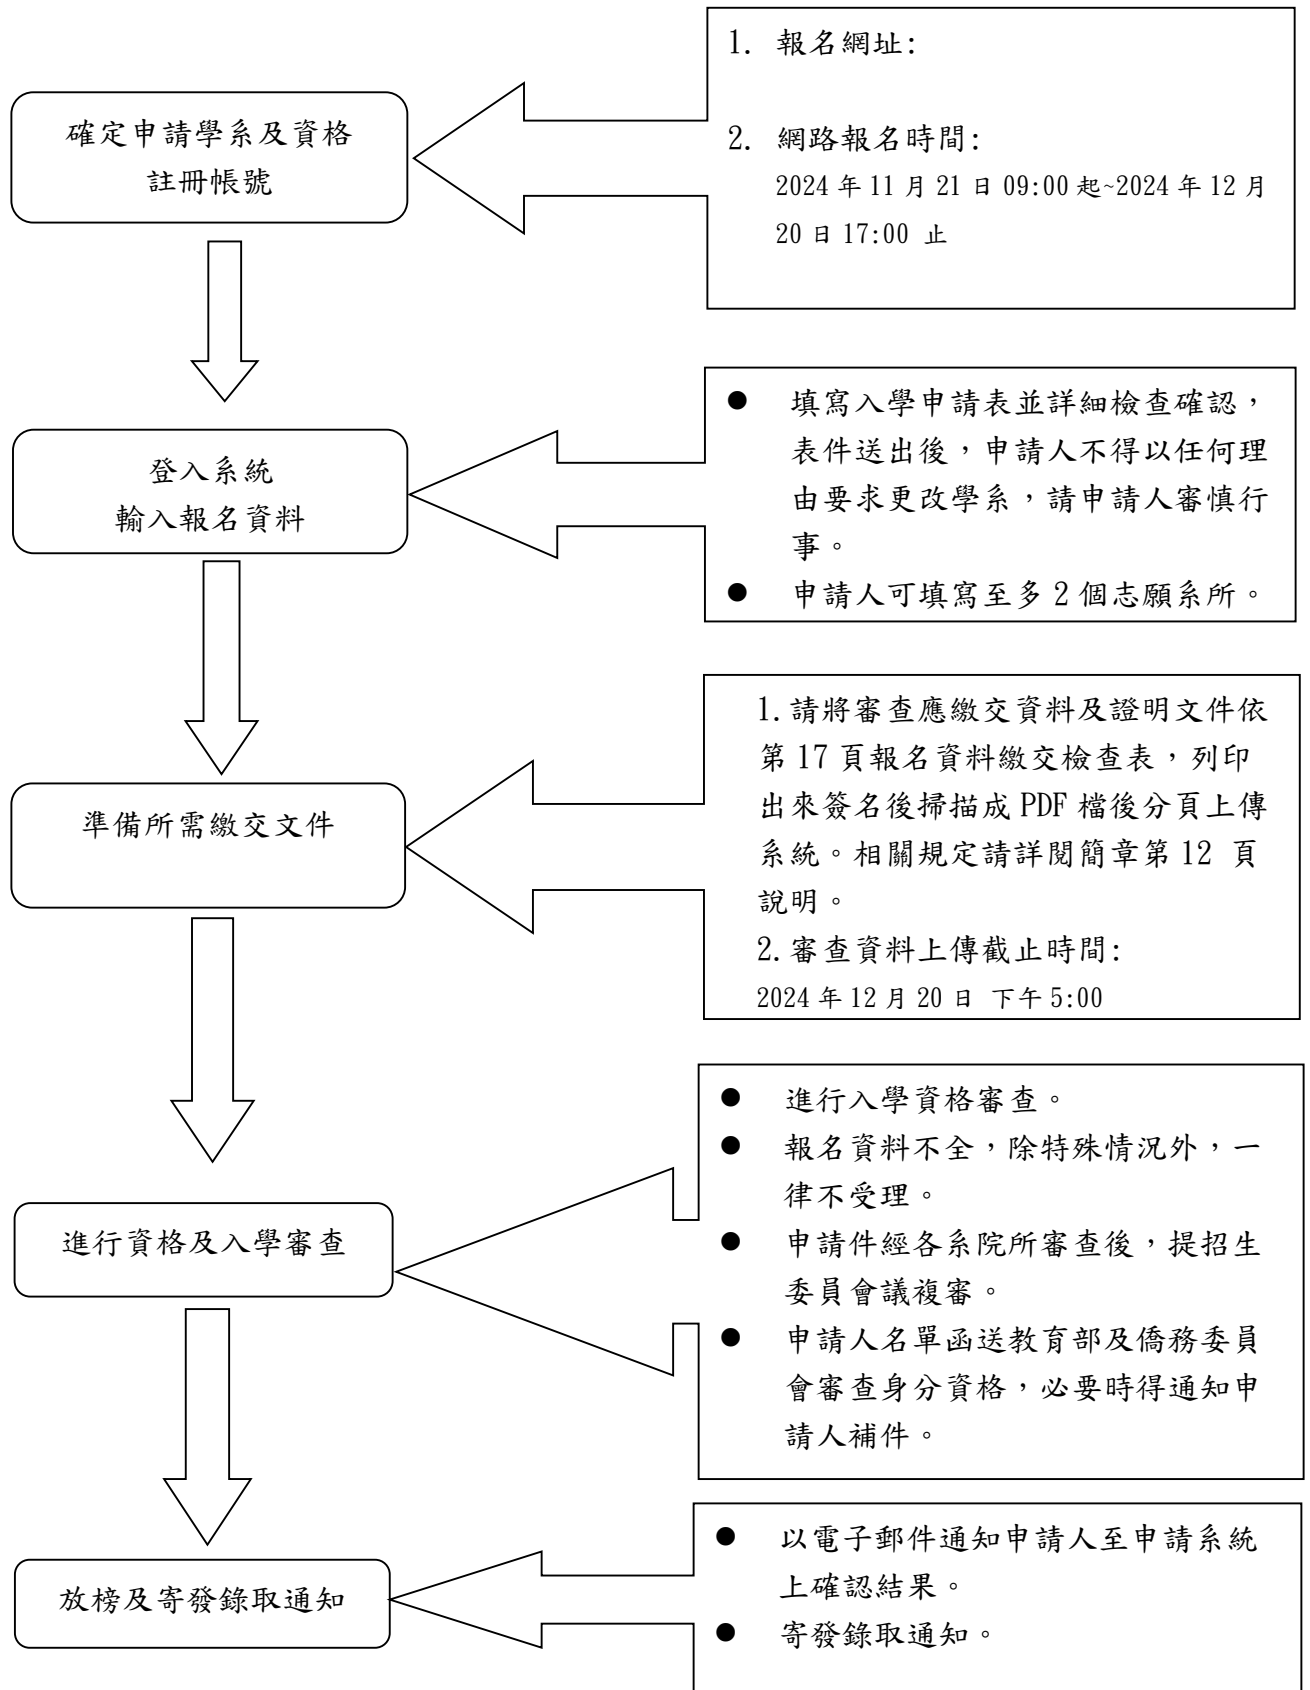 確定申請學系及資格
註冊帳號
1. 報名網址:
2. 網路報名時間:
2024 年 11 月 21 日 09:00 起~2024 年 12 月
20 日 17:00 止
登入系統
輸入報名資料
● 填寫入學申請表並詳細檢查確認，
表件送出後，申請人不得以任何理
由要求更改學系，請申請人審慎行
事。
● 申請人可填寫至多 2 個志願系所。
準備所需繳交文件
1.請將審查應繳交資料及證明文件依
第 17 頁報名資料繳交檢查表，列印
出來簽名後掃描成 PDF 檔後分頁上傳
系統。相關規定請詳閱簡章第 12 頁
說明。
2.審查資料上傳截止時間:
2024 年 12 月 20 日 下午 5:00
進行資格及入學審查
● 進行入學資格審查。
● 報名資料不全，除特殊情況外，一
律不受理。
● 申請件經各系院所審查後，提招生
委員會議複審。
● 申請人名單函送教育部及僑務委員
會審查身分資格，必要時得通知申
請人補件。
放榜及寄發錄取通知
● 以電子郵件通知申請人至申請系統
上確認結果。
● 寄發錄取通知。